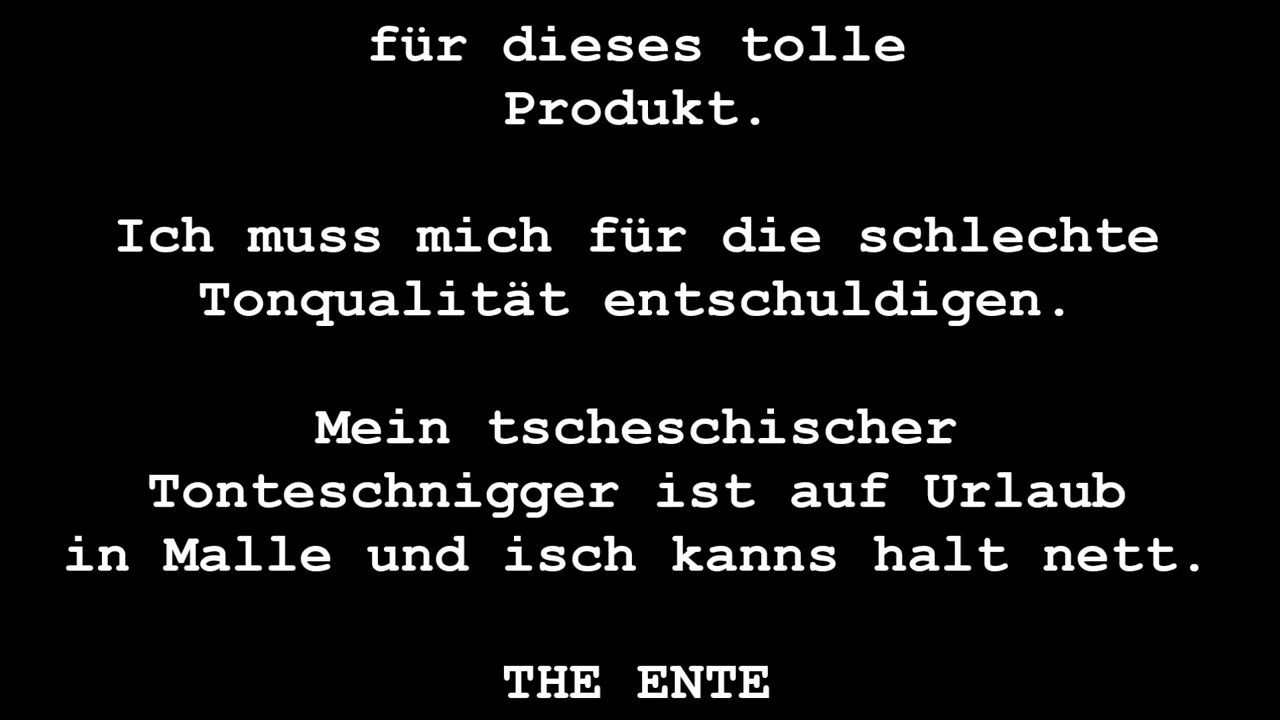 für dieses tolle
Produkt.
Ich muss mich für die schlechte
Tonqualität entschuldigen.
Mein tscheschischer
Tonteschnigger ist auf Urlaub
in Malle und isch kanns halt nett.
THE ENTE